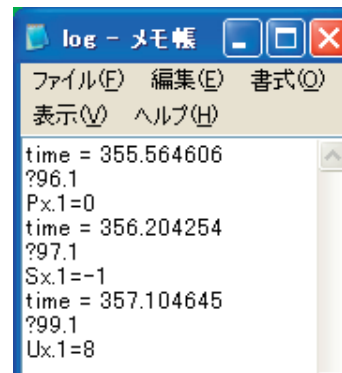 log - メモ帳
ファイル(F) 編集(E) 書式(O)
表示(V) ヘルプ(H)
time = 355.564606
?96.1
Px.1=0
time = 356.204254
?97.1
Sx.1=-1
time = 357.104645
?99.1
Ux.1=8